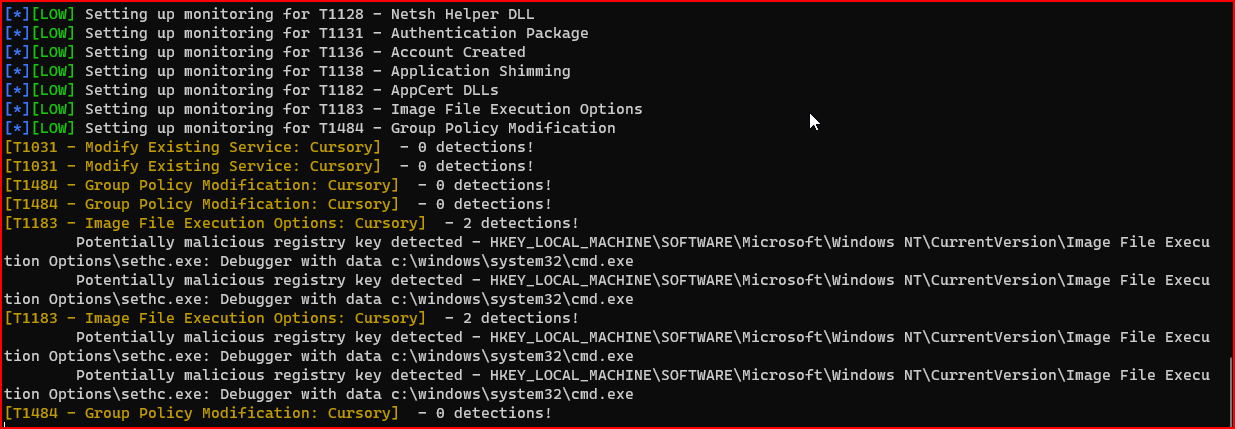 [*][LOW] Setting up monitoring for T1128 - Netsh Helper DLL
[*][LOW] Setting up monitoring for T1131 - Authentication Package
[*][LOW] Setting up monitoring for T1136 - Account Created
[*][LOW] Setting up monitoring for T1138 - Application Shimming
[*][LOW] Setting up monitoring for T1182 - AppCert DLLs
[*][LOW] Setting up monitoring for T1183 - Image File Execution Options
[*][LOW] Setting up monitoring for T1484 - Group Policy Modification
[T1031 - Modify Existing Service: Cursory]  - 0 detections!
[T1031 - Modify Existing Service: Cursory]  - 0 detections!
[T1484 - Group Policy Modification: Cursory]  - 0 detections!
[T1484 - Group Policy Modification: Cursory]  - 0 detections!
[T1183 - Image File Execution Options: Cursory]  - 2 detections!
        Potentially malicious registry key detected - HKEY_LOCAL_MACHINE\SOFTWARE\Microsoft\Windows NT\CurrentVersion\Image File Execu
tion Options\sethc.exe: Debugger with data c:\windows\system32\cmd.exe
        Potentially malicious registry key detected - HKEY_LOCAL_MACHINE\SOFTWARE\Microsoft\Windows NT\CurrentVersion\Image File Execu
tion Options\sethc.exe: Debugger with data c:\windows\system32\cmd.exe
[T1183 - Image File Execution Options: Cursory]  - 2 detections!
        Potentially malicious registry key detected - HKEY_LOCAL_MACHINE\SOFTWARE\Microsoft\Windows NT\CurrentVersion\Image File Execu
tion Options\sethc.exe: Debugger with data c:\windows\system32\cmd.exe
        Potentially malicious registry key detected - HKEY_LOCAL_MACHINE\SOFTWARE\Microsoft\Windows NT\CurrentVersion\Image File Execu
tion Options\sethc.exe: Debugger with data c:\windows\system32\cmd.exe
[T1484 - Group Policy Modification: Cursory]  - 0 detections!